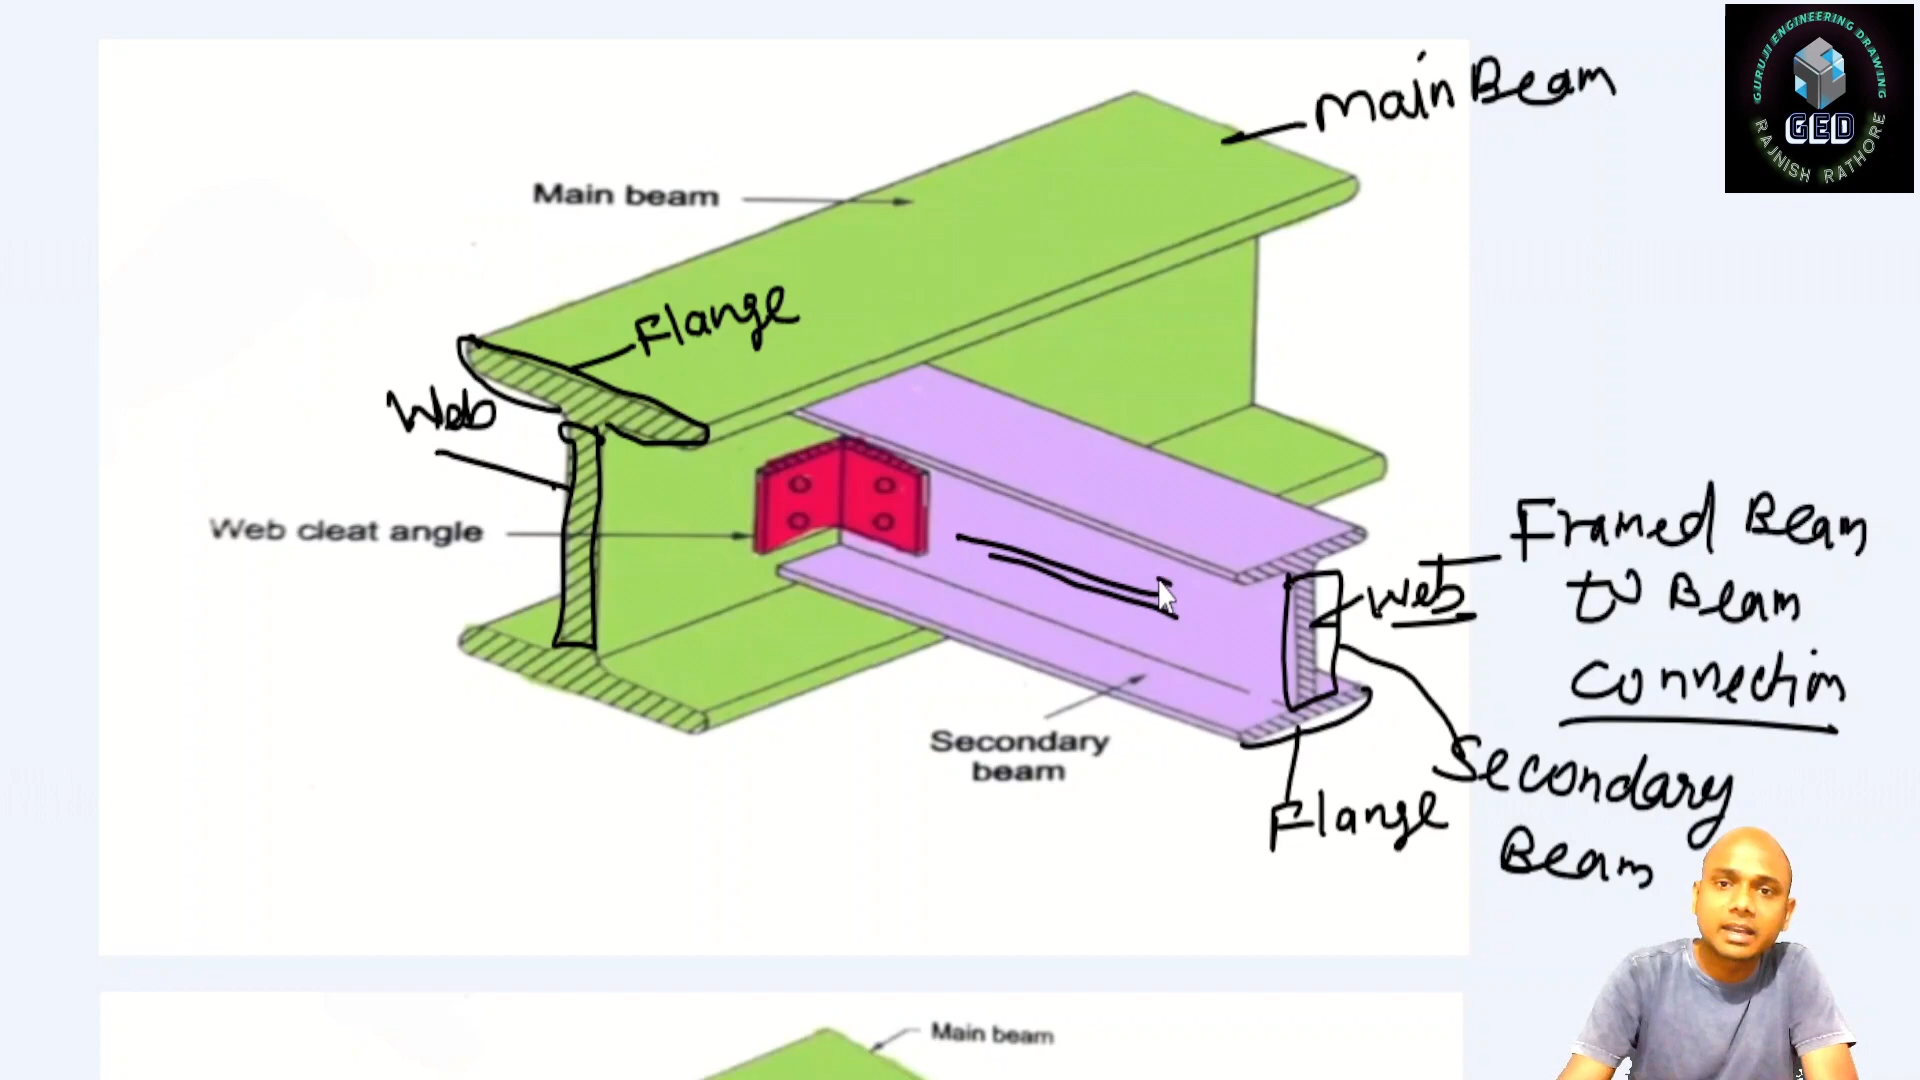 GURUJI ENGINEERING DRAWING
GED
RAJNISH RATHORE
Main Beam
Main beam
Flange
Web
Web cleat angle
Framed Beam
to Beam
Connection
Web
Secondary
beam
Secondary
Beam
Flange
Main beam